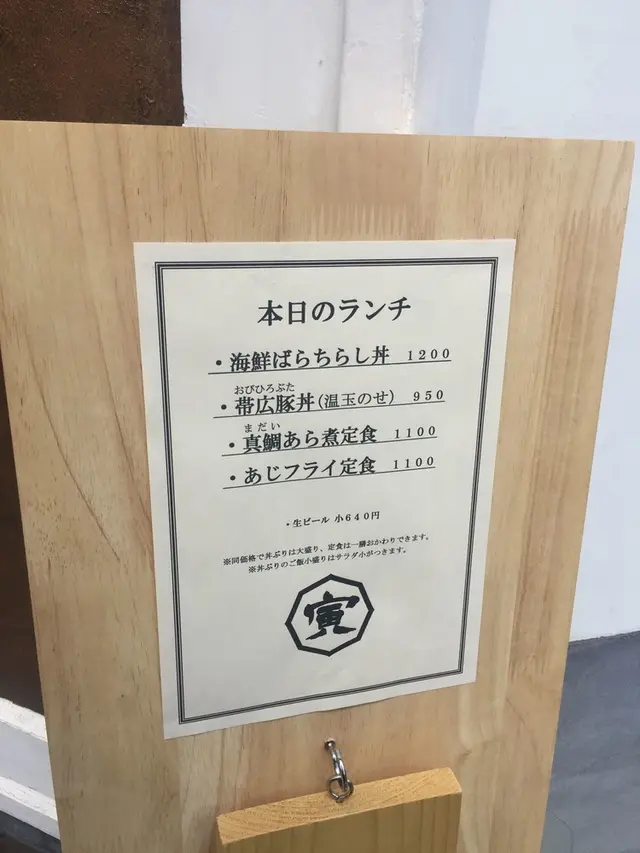 本日のランチ
・海鮮ばらちらし丼 1200
おびひろぶた
・帯広豚丼(温玉のせ) 950
まだい
・真鯛あら煮定食 1100
・あじフライ定食 1100
・生ビール 小640円
※同価格で丼ぶりは大盛り、定食は一膳おかわりできます。
※丼ぶりのご飯小盛りはサラダ小がつきます。
寅